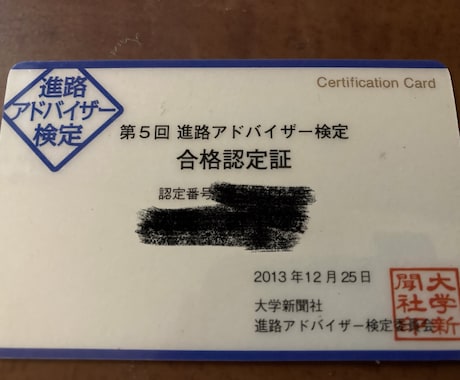 進路
アドバイザー
検定
Certification Card
第5回 進路アドバイザー検定
合格認定証
認定番号
2013年12月25日
大学新聞社
進路アドバイザー検定委員会
大学新
聞社